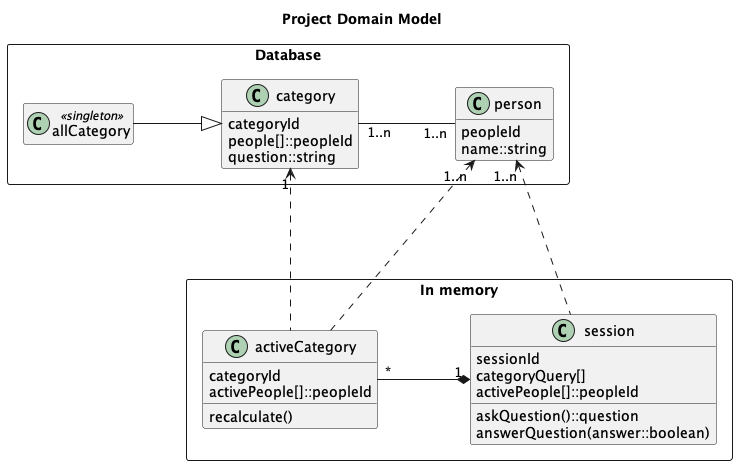 Project Domain Model
Database
C «singleton»
allCategory
C category
categoryId
people[]::peopleId
question::string
1..n
1..n
C person
peopleId
name::string
1
1..n
1..n
In memory
C activeCategory
categoryId
activePeople[]::peopleId
recalculate()
*
1
C session
sessionId
categoryQuery[]
activePeople[]::peopleId
askQuestion()::question
answerQuestion(answer::boolean)